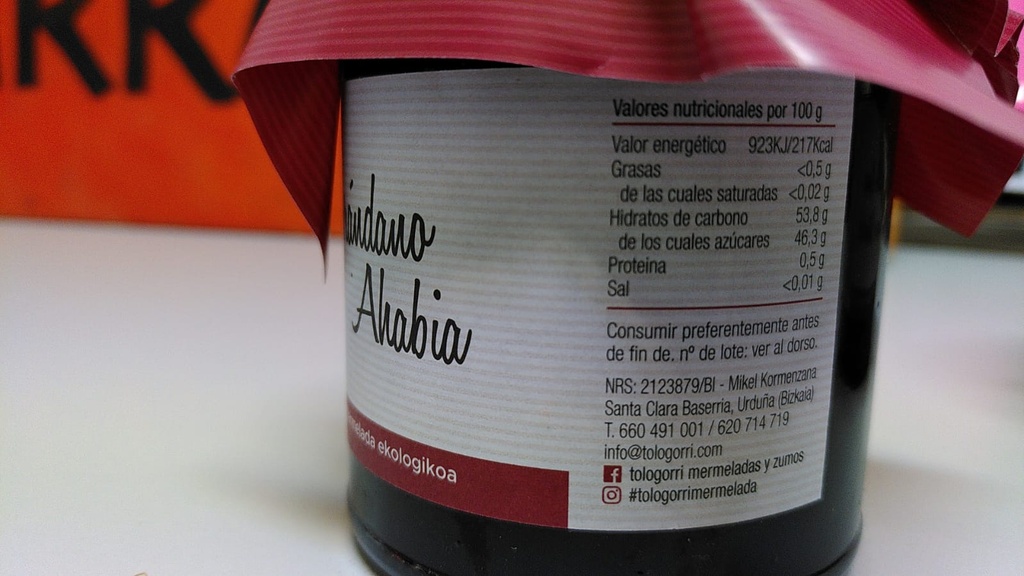 Ahabia
ekologikoa
Valores nutricionales por 100 g
Valor energético 923KJ/217Kcal
Grasas <0,5 g
de las cuales saturadas <0,02 g
Hidratos de carbono 53,8 g
de los cuales azúcares 46,3 g
Proteina 0,5 g
Sal <0,01 g
Consumir preferentemente antes
de fin de. nº de lote: ver al dorso.
NRS: 2123879/BI - Mikel Kormenzana
Santa Clara Baserria, Urduña (Bizkaia)
T. 660 491 001 / 620 714 719
info@tologorri.com
tologorri mermeladas y zumos
#tologorrimermelada